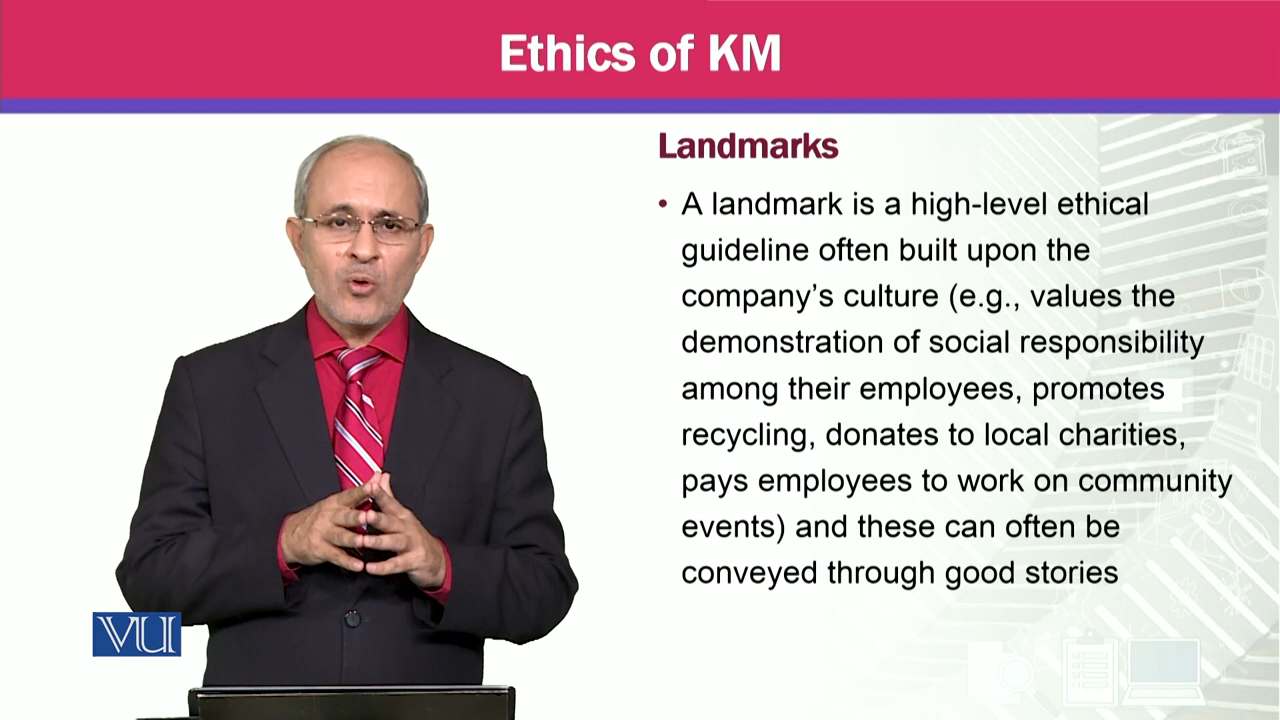 Ethics of KM
Landmarks
• A landmark is a high-level ethical
guideline often built upon the
company’s culture (e.g., values the
demonstration of social responsibility
among their employees, promotes
recycling, donates to local charities,
pays employees to work on community
events) and these can often be
conveyed through good stories
VU